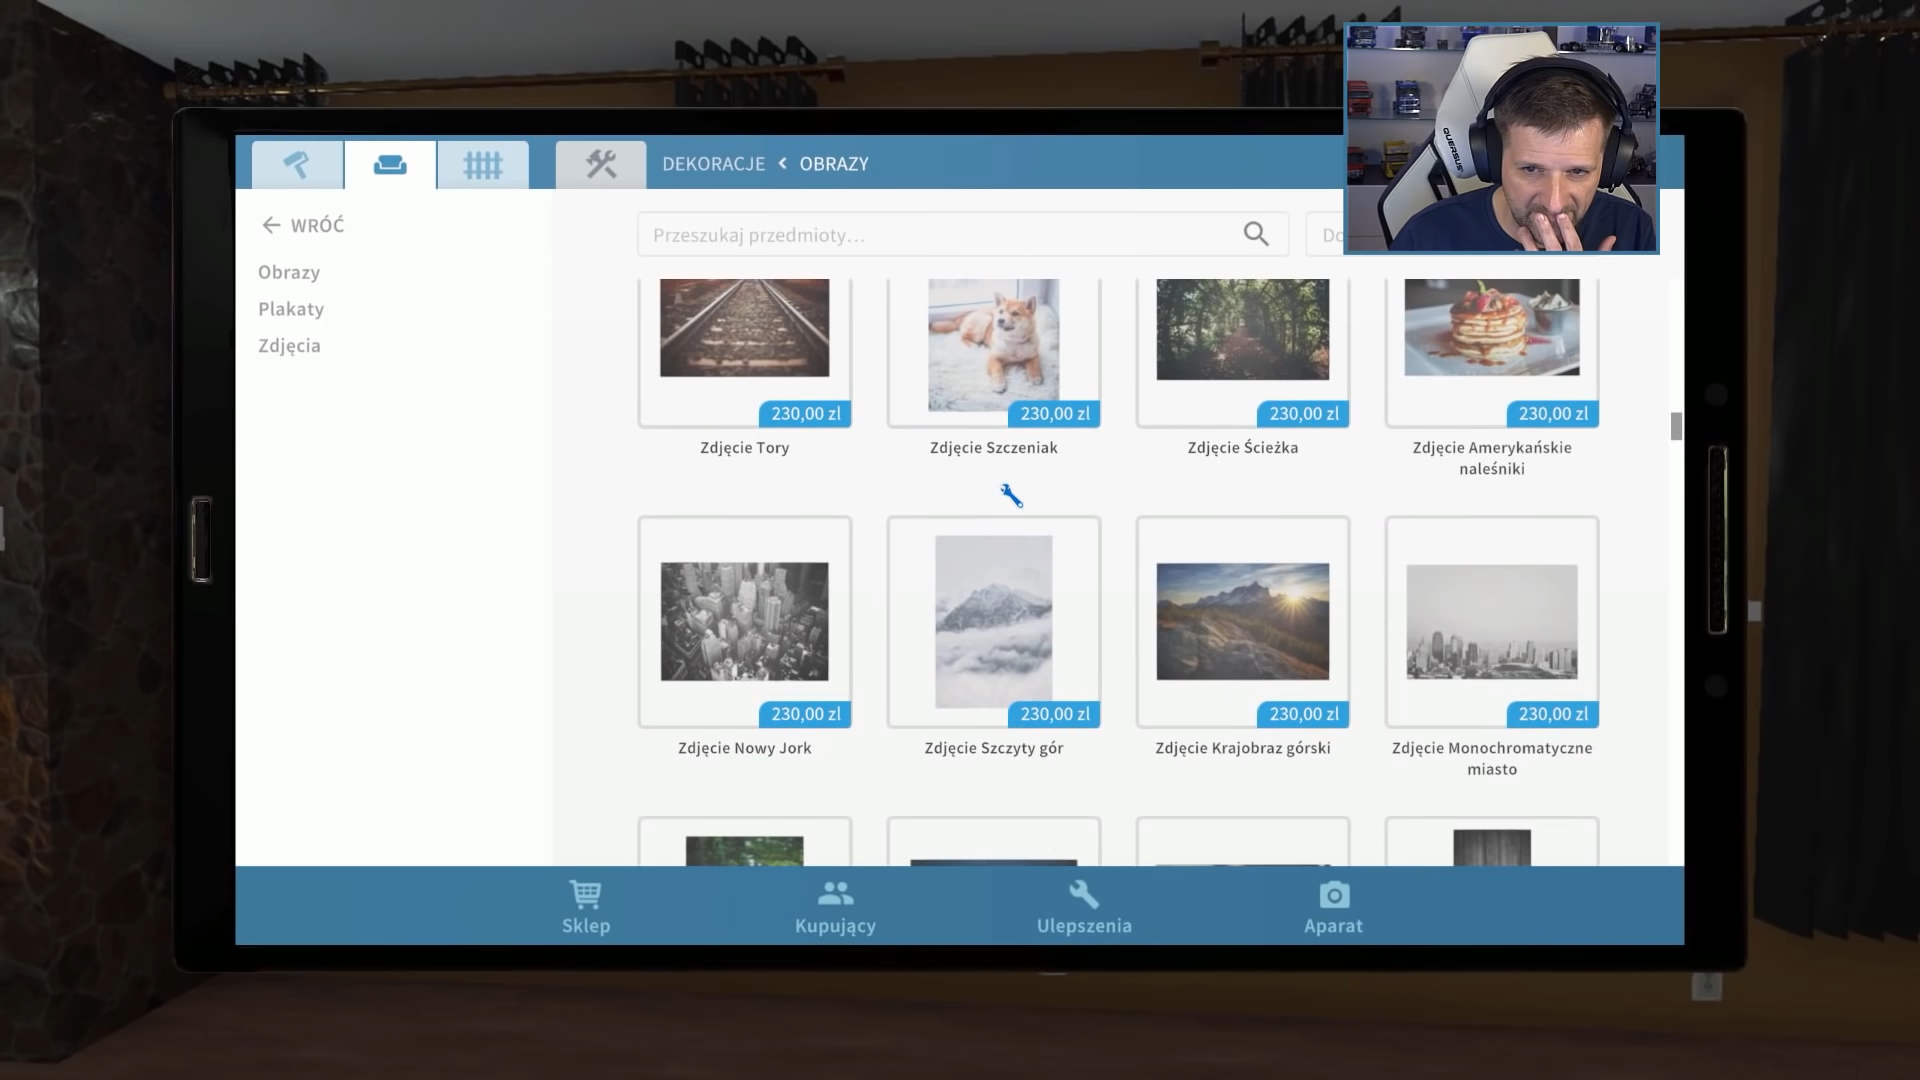 DEKORACJE < OBRAZY
QUERSUS
WRÓĆ
Przeszukaj przedmioty...
Obrazy
Plakaty
Zdjęcia
230,00 zl 230,00 zl 230,00 zl 230,00 zl
Zdjęcie Tory Zdjęcie Szczeniak Zdjęcie Ścieżka Zdjęcie Amerykańskie
naleśniki
230,00 zl 230,00 zl 230,00 zl 230,00 zl
Zdjęcie Nowy Jork Zdjęcie Szczyty gór Zdjęcie Krajobraz górski Zdjęcie Monochromatyczne
miasto
Sklep Kupujący Ulepszenia Aparat